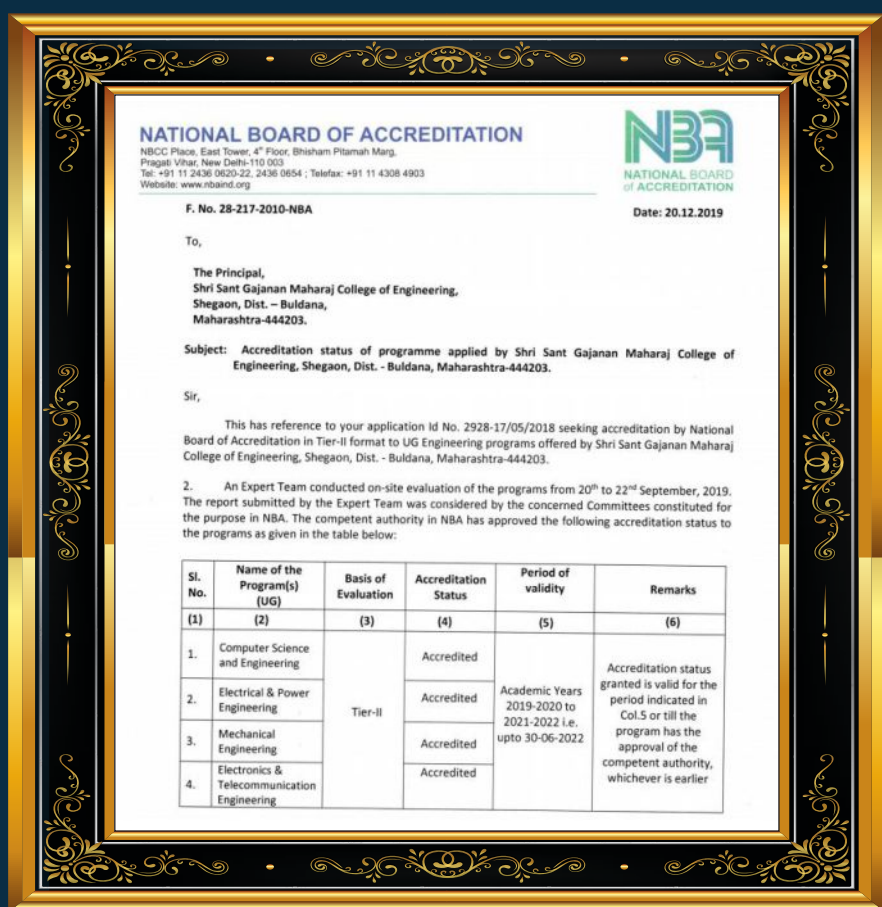 NATIONAL BOARD OF ACCREDITATION
NBCC Place, East Tower, 4th Floor, Bhisham Pitamah Marg,
Pragati Vihar, New Delhi-110 003
Tel: +91 11 2436 0620-22, 2436 0654 ; Telefax: +91 11 4308 4903
Website: www.nbaind.org
NBA
NATIONAL BOARD
of ACCREDITATION
F. No. 28-217-2010-NBA
Date: 20.12.2019
To,
The Principal,
Shri Sant Gajanan Maharaj College of Engineering,
Shegaon, Dist. – Buldana,
Maharashtra-444203.
Subject: Accreditation status of programme applied by Shri Sant Gajanan Maharaj College of
Engineering, Shegaon, Dist. - Buldana, Maharashtra-444203.
Sir,
This has reference to your application Id No. 2928-17/05/2018 seeking accreditation by National
Board of Accreditation in Tier-II format to UG Engineering programs offered by Shri Sant Gajanan Maharaj
College of Engineering, Shegaon, Dist. - Buldana, Maharashtra-444203.
2. An Expert Team conducted on-site evaluation of the programs from 20th to 22nd September, 2019.
The report submitted by the Expert Team was considered by the concerned Committees constituted for
the purpose in NBA. The competent authority in NBA has approved the following accreditation status to
the programs as given in the table below:
Sl.
No.
Name of the
Program(s)
(UG)
Basis of
Evaluation
Accreditation
Status
Period of
validity
Remarks
(1) (2) (3) (4) (5) (6)
1.
Computer Science
and Engineering
Accredited
2.
Electrical & Power
Engineering
Accredited
3.
Mechanical
Engineering
Accredited
4.
Electronics &
Telecommunication
Engineering
Accredited
Tier-II
Academic Years
2019-2020 to
2021-2022 i.e.
upto 30-06-2022
Accreditation status
granted is valid for the
period indicated in
Col.5 or till the
program has the
approval of the
competent authority,
whichever is earlier